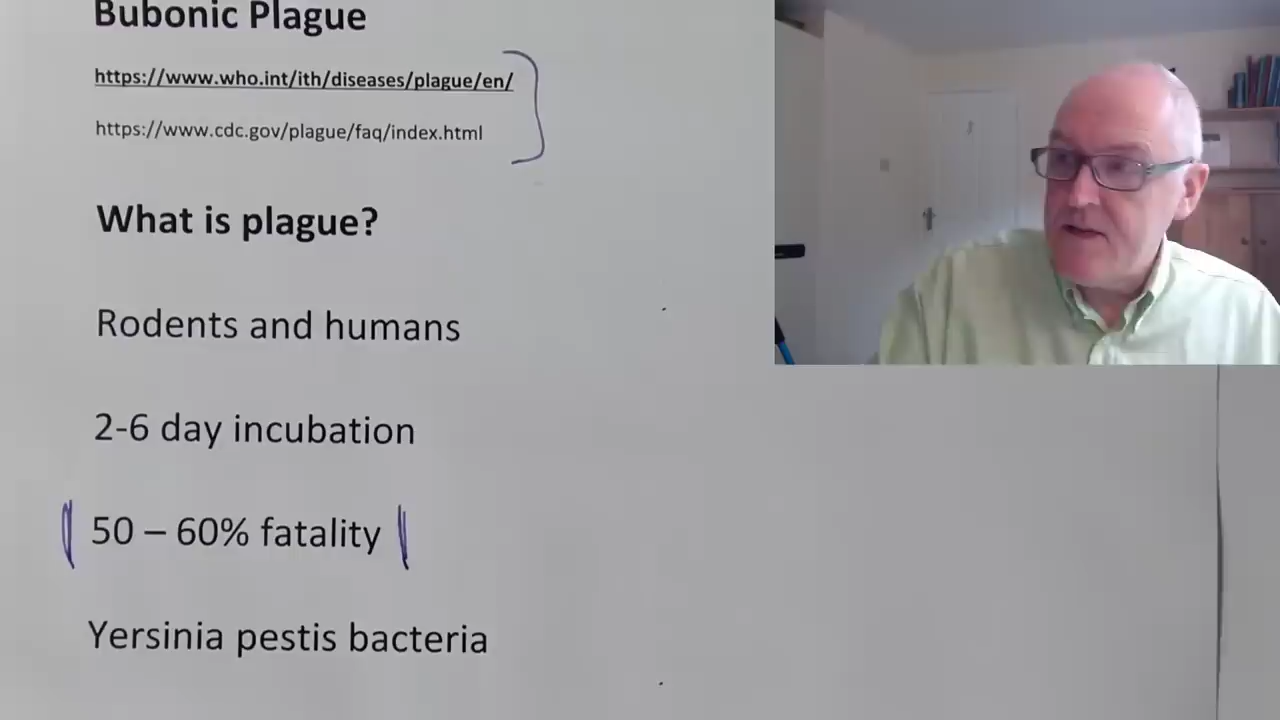 Bubonic Plague
https://www.who.int/ith/diseases/plague/en/
https://www.cdc.gov/plague/faq/index.html
What is plague?
Rodents and humans
2-6 day incubation
50 – 60% fatality
Yersinia pestis bacteria